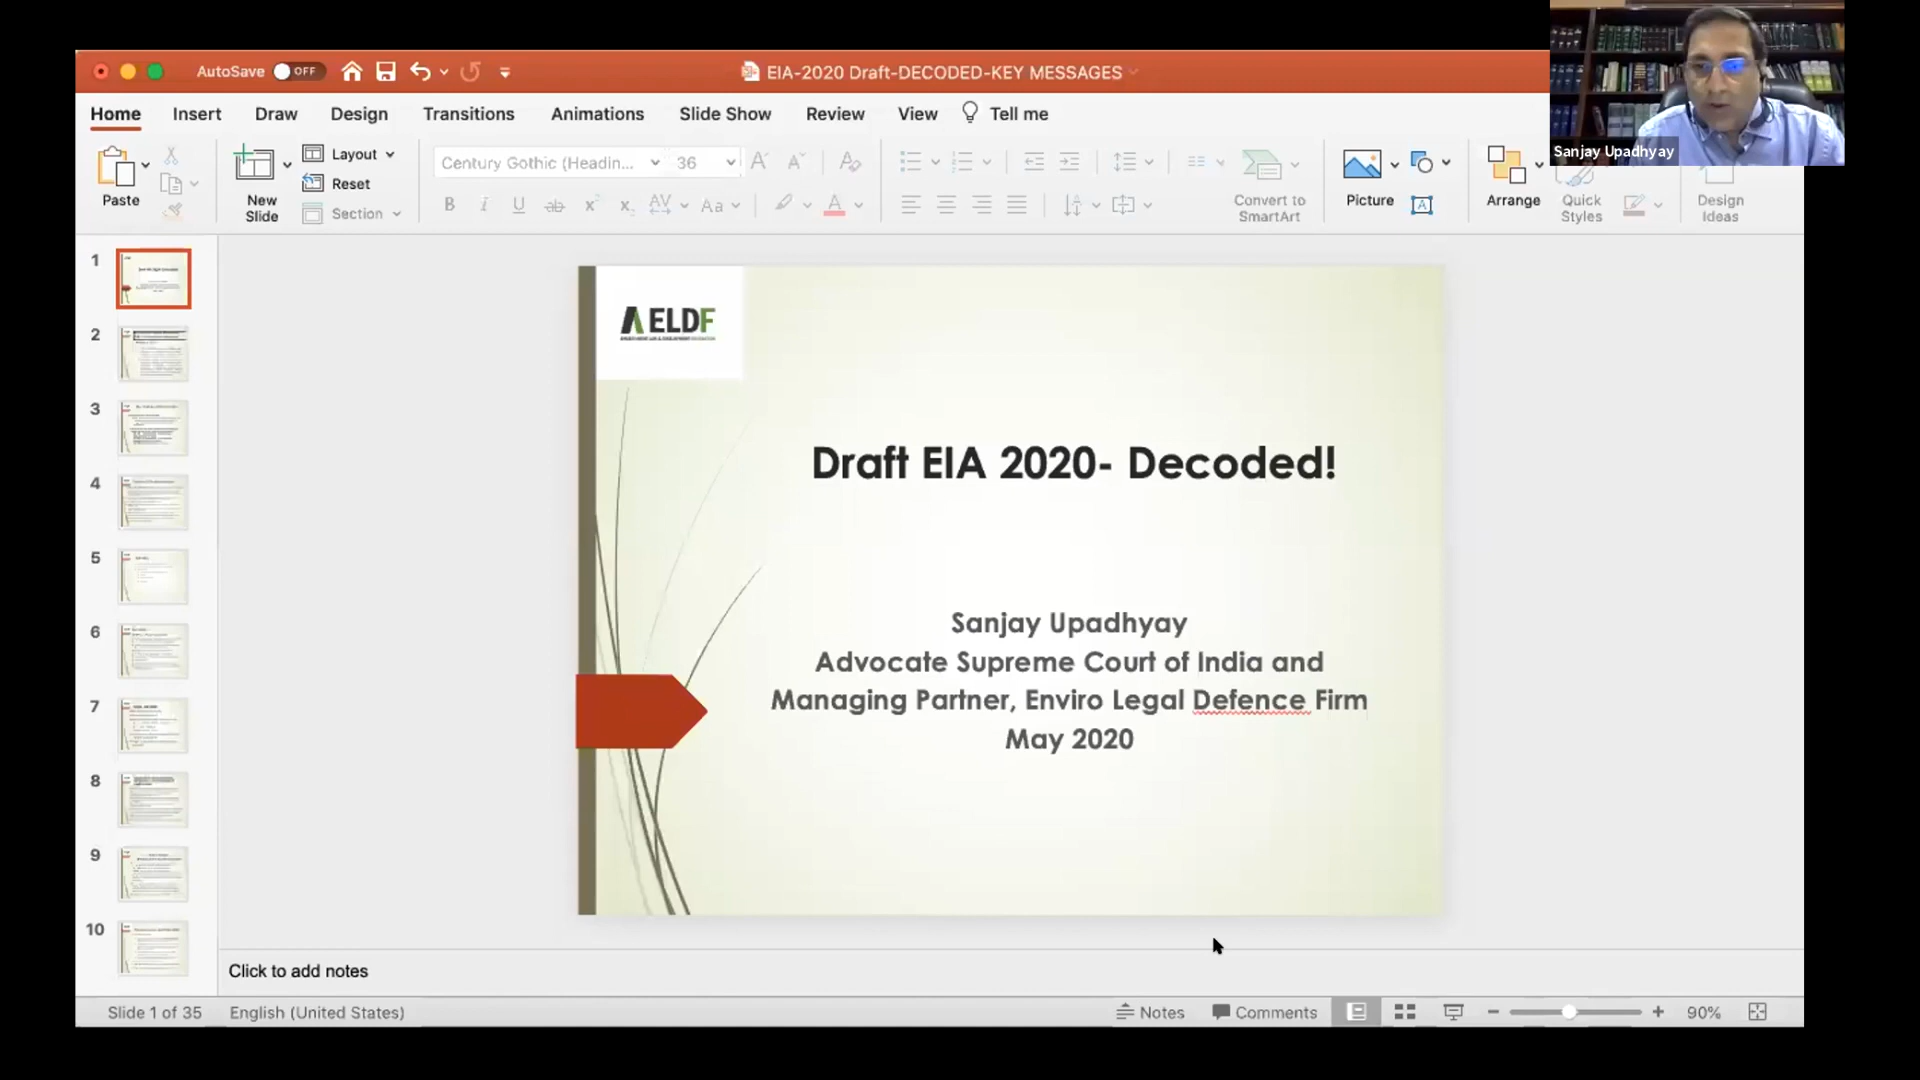 AutoSave OFF
EIA-2020 Draft-DECODED-KEY MESSAGES
Home Insert Draw Design Transitions Animations Slide Show Review View Tell me
Sanjay Upadhyay
Paste
New Slide
Layout
Reset
Section
Century Gothic (Headin... 36
Convert to SmartArt
Picture
Arrange
Quick Styles
Design Ideas
1
2
3
4
5
6
7
8
9
10
AELDF
Draft EIA 2020- Decoded!
Sanjay Upadhyay
Advocate Supreme Court of India and
Managing Partner, Enviro Legal Defence Firm
May 2020
Click to add notes
Slide 1 of 35 English (United States) Notes Comments 90%